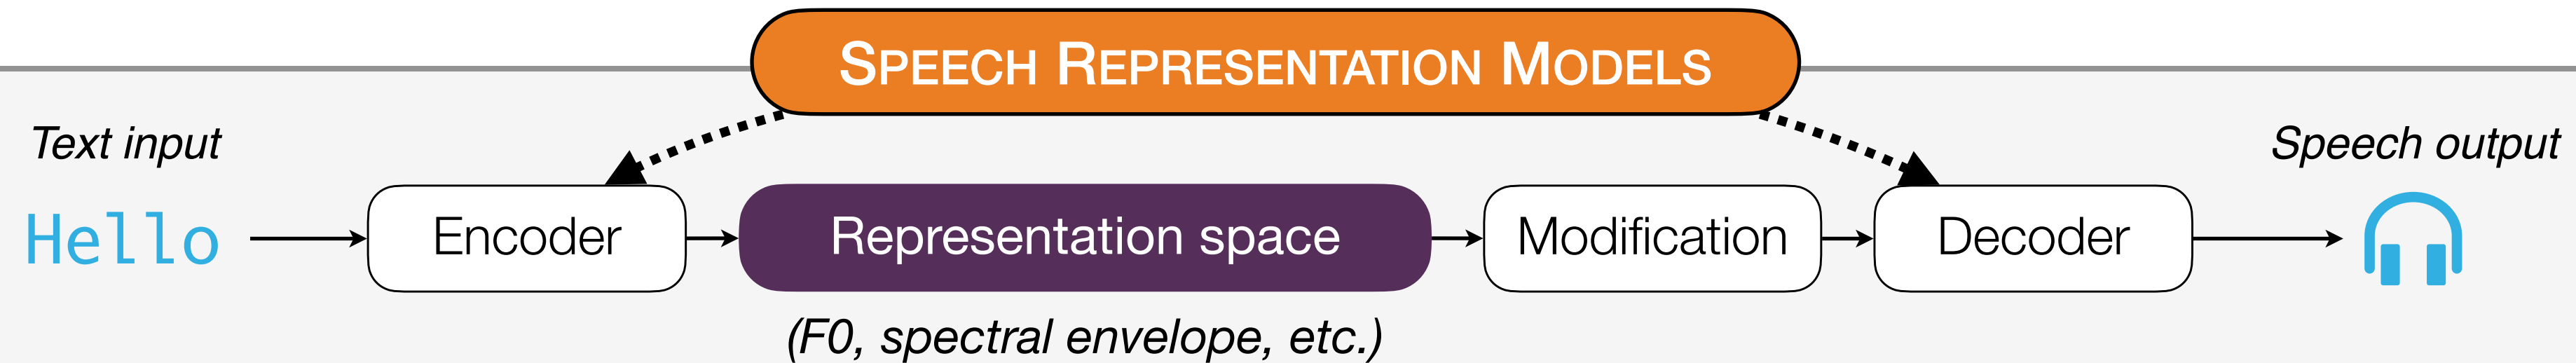 SPEECH REPRESENTATION MODELS
Text input
Speech output
Hello
Encoder
Representation space
Modification
Decoder
(F0, spectral envelope, etc.)